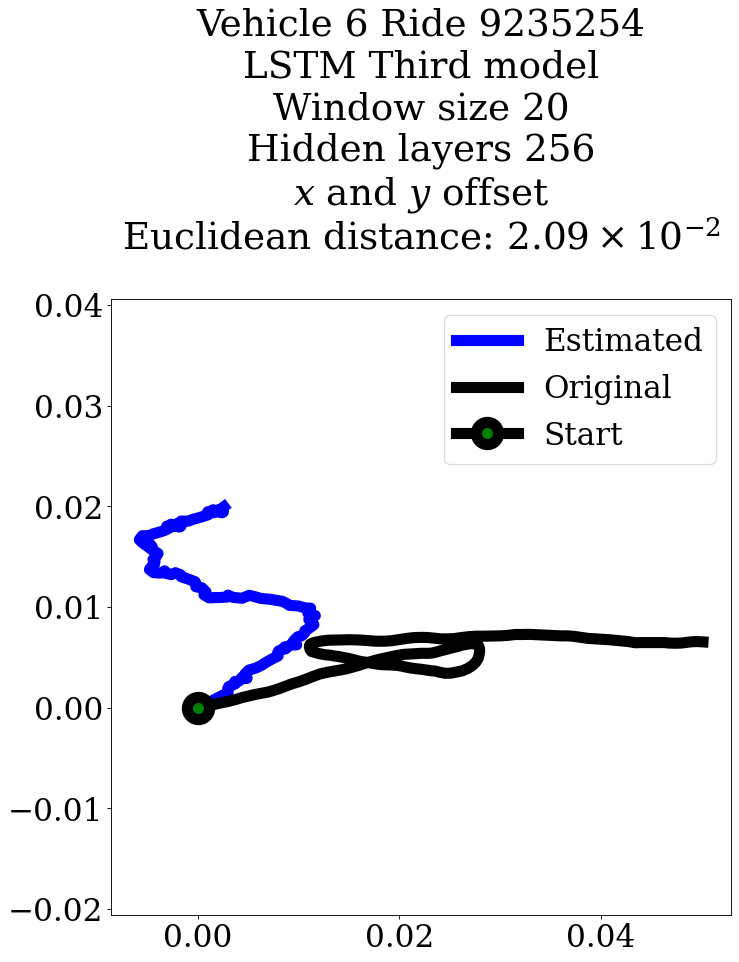 Vehicle 6 Ride 9235254
LSTM Third model
Window size 20
Hidden layers 256
x and y offset
Euclidean distance: 2.09 × 10⁻²
0.04
0.03
0.02
0.01
0.00
−0.01
−0.02
Estimated
Original
Start
0.00 0.02 0.04